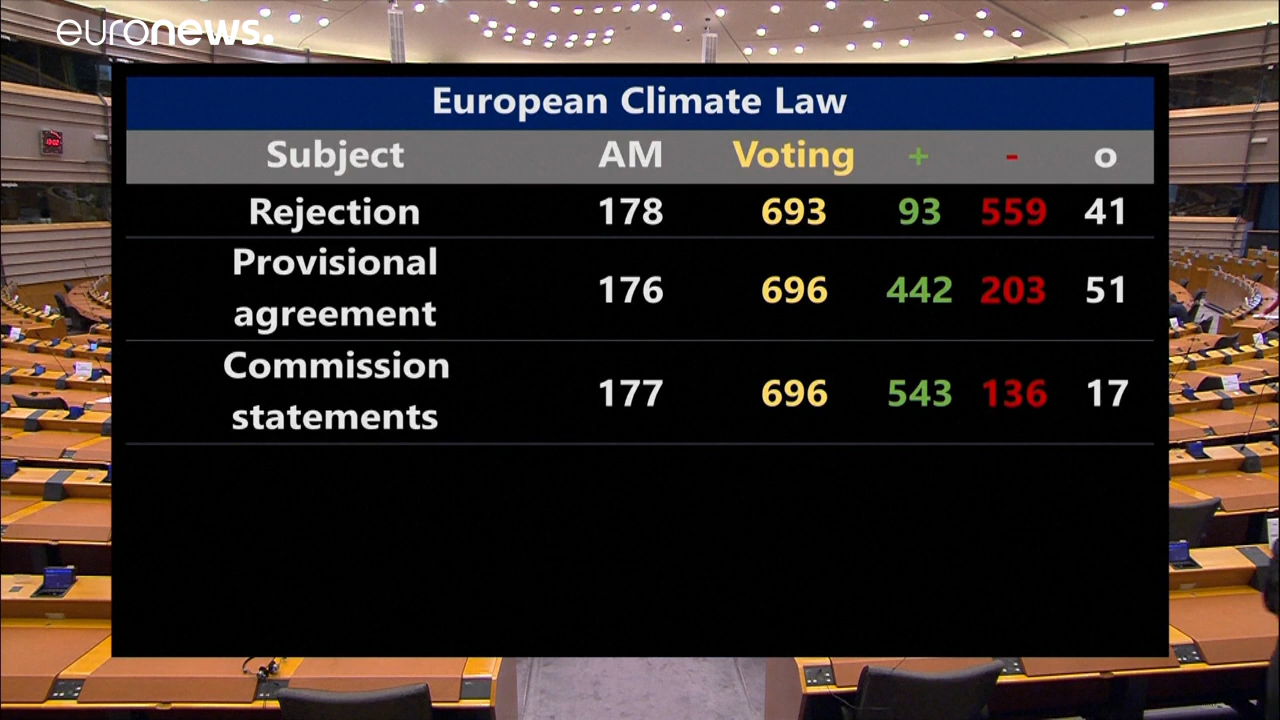 euronews.
European Climate Law
Subject AM Voting + - o
Rejection 178 693 93 559 41
Provisional
agreement 176 696 442 203 51
Commission
statements 177 696 543 136 17